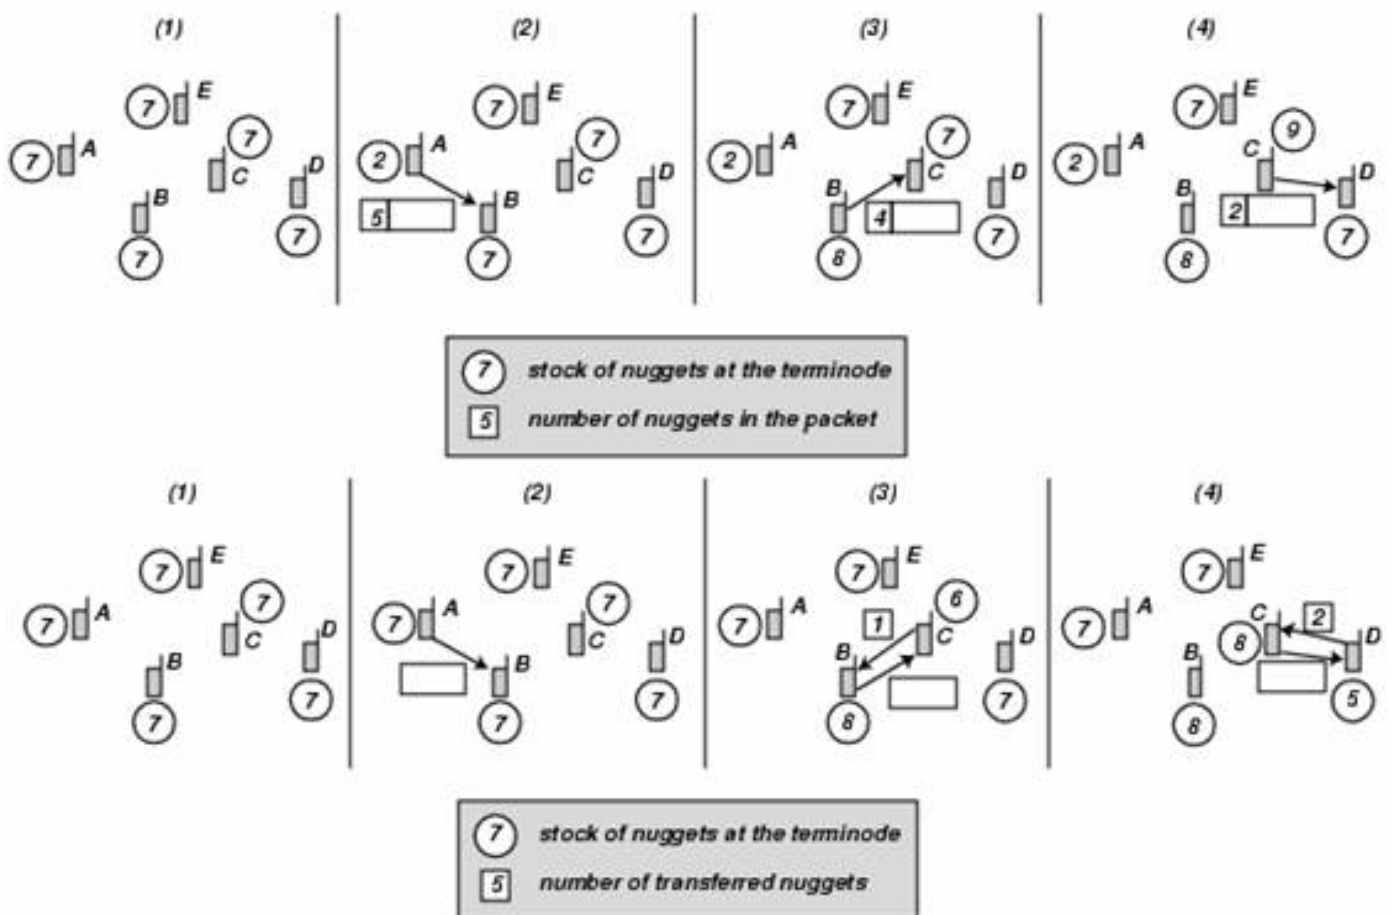 (1) (2) (3) (4)
7 E 7 E 7 E 7 E
7 A 7 C 2 A 7 C 2 A 7 C 2 A 9 C
7 D 7 D 7 D 7 D
7 B 5 7 B 8 B 4 8 B 2
7 stock of nuggets at the terminode
5 number of nuggets in the packet
(1) (2) (3) (4)
7 E 7 E 7 E 7 E
7 A 7 C 7 A 7 C 7 A 1 6 C 7 A 8 C 2
7 D 7 D 7 D 5 D
7 B 7 B 8 B 8 B
7 stock of nuggets at the terminode
5 number of transferred nuggets